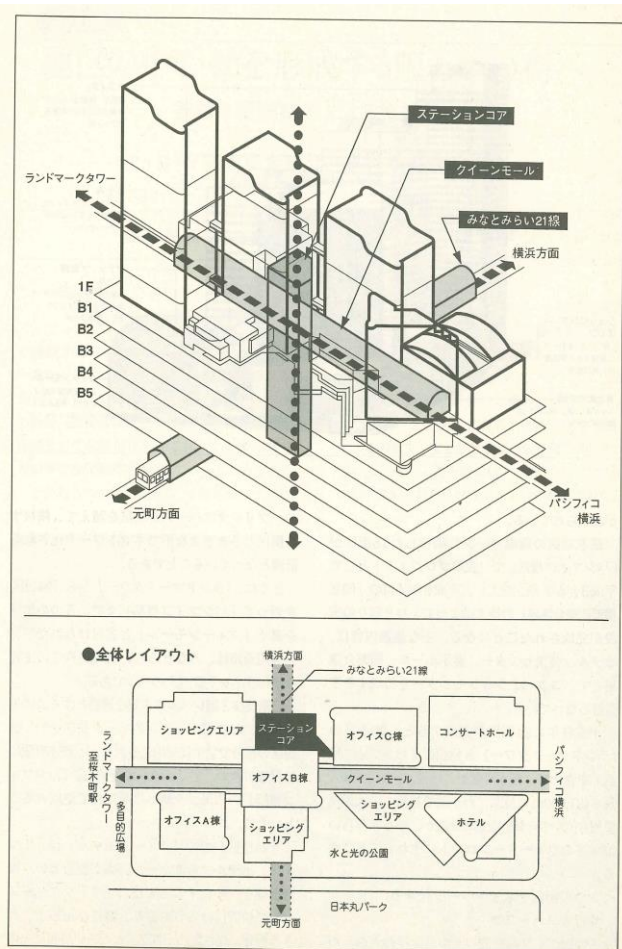 ステーションコア
クイーンモール
ランドマークタワー
みなとみらい21線
横浜方面
1F
B1
B2
B3
B4
B5
元町方面
パシフィコ
横浜
●全体レイアウト
横浜方面
みなとみらい21線
ショッピングエリア
ステーション
コア
オフィスC棟
コンサートホール
ランドマークタワー
至桜木町駅
オフィスB棟
クイーンモール
パシフィコ横浜
多目的広場
オフィスA棟
ショッピング
エリア
ショッピング
エリア
ホテル
水と光の公園
日本丸パーク
元町方面